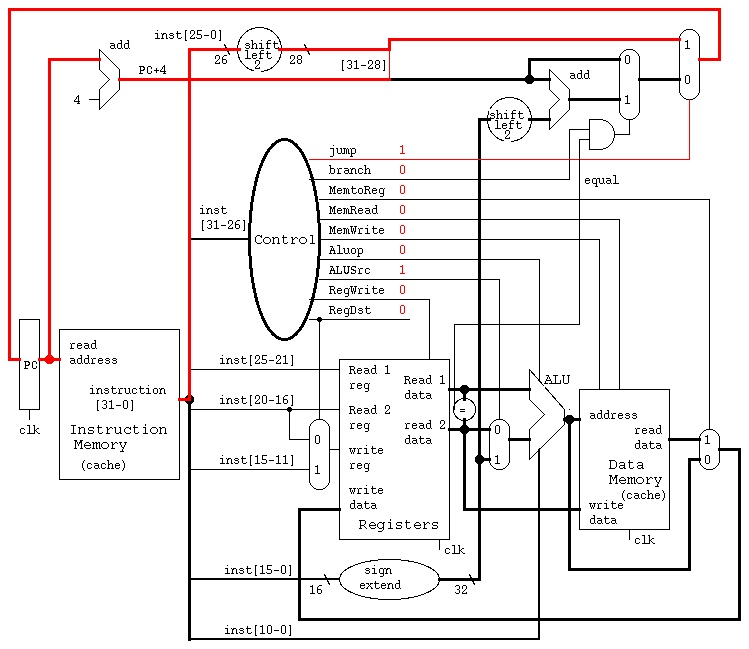 inst[25-0]
shift
left
2
26
28
1
add
[31-28]
PC+4
0
add
0
4
1
shift
left
2
jump 1
branch 0
equal
MemtoReg 0
inst
[31-26]
MemRead 0
MemWrite 0
Control
Aluop 0
ALUSrc 1
RegWrite 0
RegDst 0
read
address
PC
inst[25-21]
Read 1
reg
Read 1
data
ALU
instruction
[31-0]
inst[20-16]
Read 2
reg
=
address
clk
Instruction
Memory
(cache)
0
write
reg
read 2
data
0
read
data
1
inst[15-11]
1
1
0
Data
Memory
(cache)
write
data
write
data
Registers
clk
clk
inst[15-0]
16
sign
extend
32
inst[10-0]